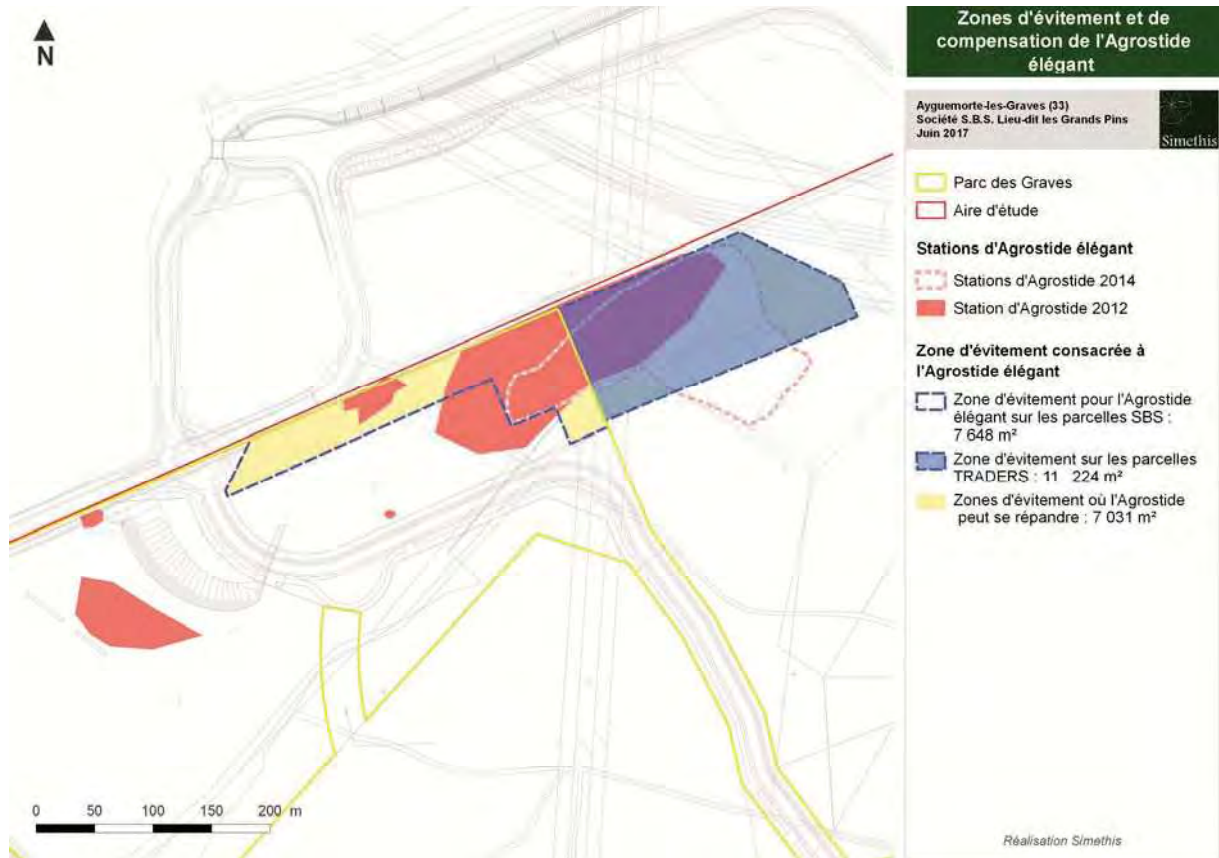 N
Zones d'évitement et de
compensation de l'Agrostide
élégant
Ayguemorte-les-Graves (33)
Société S.B.S. Lieu-dit les Grands Pins
Juin 2017
Simethis
Parc des Graves
Aire d'étude
Stations d'Agrostide élégant
Stations d'Agrostide 2014
Station d'Agrostide 2012
Zone d'évitement consacrée à
l'Agrostide élégant
Zone d'évitement pour l'Agrostide
élégant sur les parcelles SBS :
7 648 m²
Zone d'évitement sur les parcelles
TRADERS : 11 224 m²
Zones d'évitement où l'Agrostide
peut se répandre : 7 031 m²
0 50 100 150 200 m
Réalisation Simethis